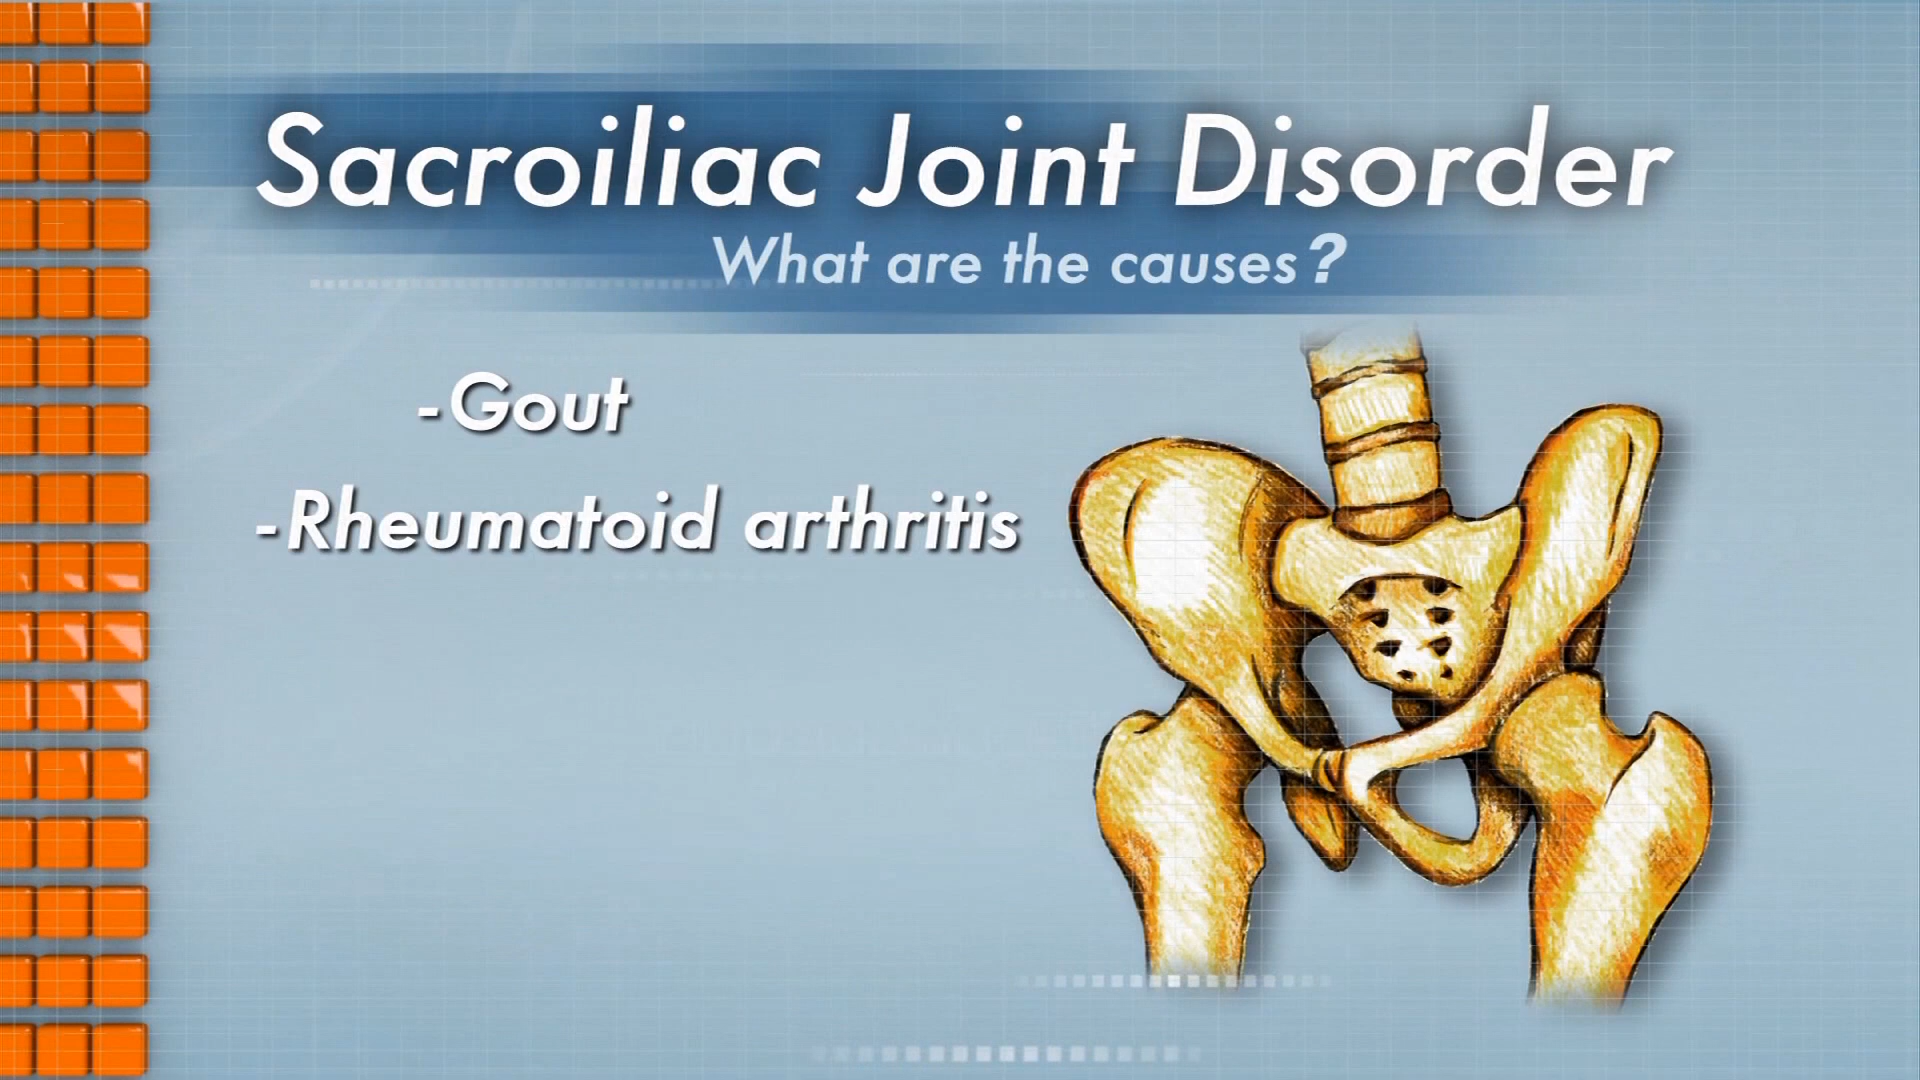 Sacroiliac Joint Disorder
What are the causes?
-Gout
-Rheumatoid arthritis